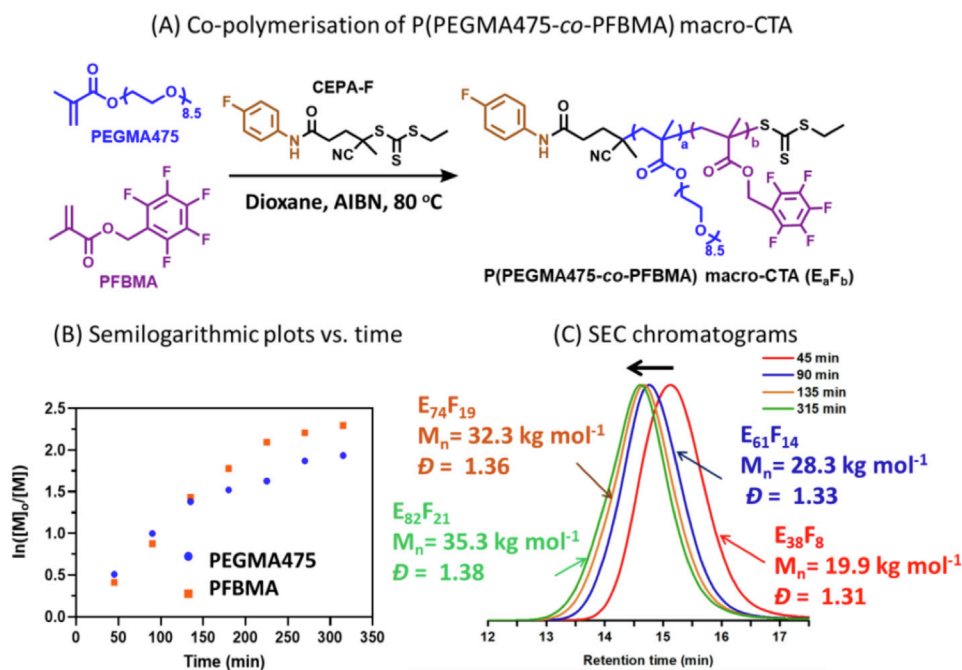 (A) Co-polymerisation of P(PEGMA475-co-PFBMA) macro-CTA
O
O
O
8.5
PEGMA475
O
O
F
F
F
F
F
PFBMA
CEPA-F
F
N
H
O
NC
S
S
S
Dioxane, AIBN, 80 °C
F
N
H
O
NC
a
b
S
S
S
O
O
O
8.5
O
O
F
F
F
F
F
P(PEGMA475-co-PFBMA) macro-CTA (EaFb)
(B) Semilogarithmic plots vs. time
ln([M]o/[M])
2.5
2.0
1.5
1.0
0.5
0.0
PEGMA475
PFBMA
0 50 100 150 200 250 300 350
Time (min)
(C) SEC chromatograms
45 min
90 min
135 min
315 min
E74F19
Mn= 32.3 kg mol-1
Đ = 1.36
E61F14
Mn= 28.3 kg mol-1
Đ = 1.33
E82F21
Mn= 35.3 kg mol-1
Đ = 1.38
E38F8
Mn= 19.9 kg mol-1
Đ = 1.31
12 13 14 15 16 17
Retention time (min)